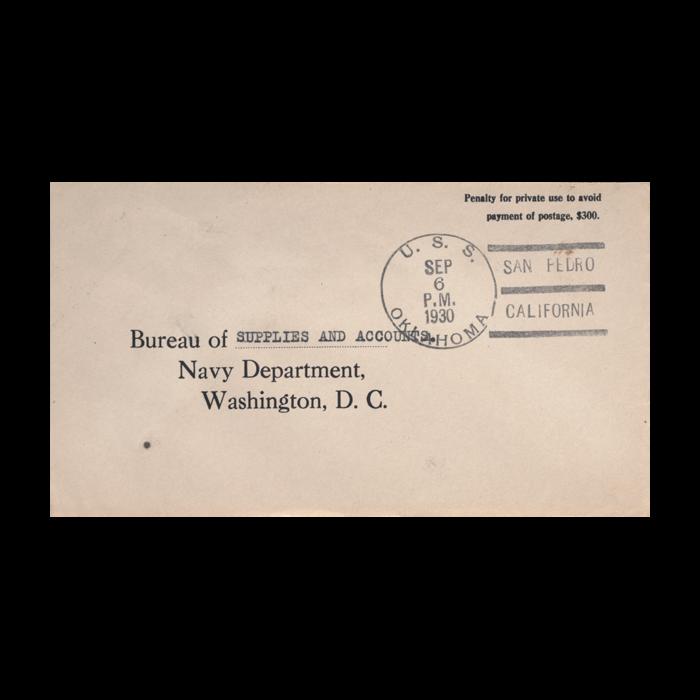 Penalty for private use to avoid
payment of postage, $300.
U. S. S.
SEP
6
P.M.
1930
OKLAHOMA
SAN PEDRO
CALIFORNIA
Bureau of SUPPLIES AND ACCOUNTS.
Navy Department,
Washington, D. C.